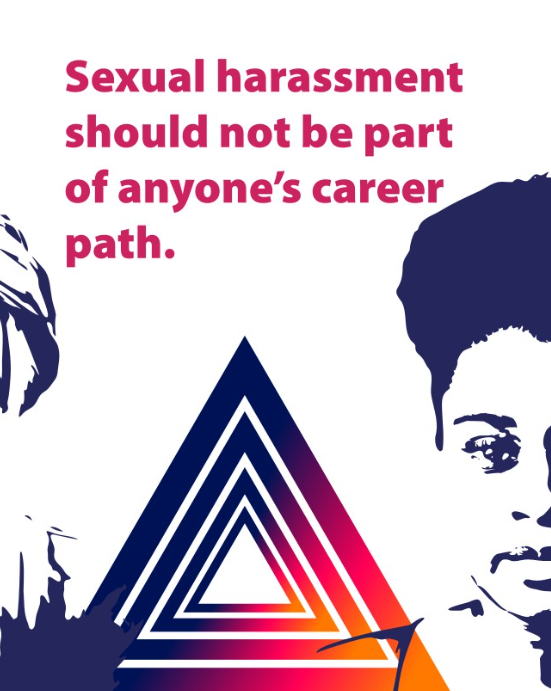 Sexual harassment
should not be part
of anyone’s career
path.